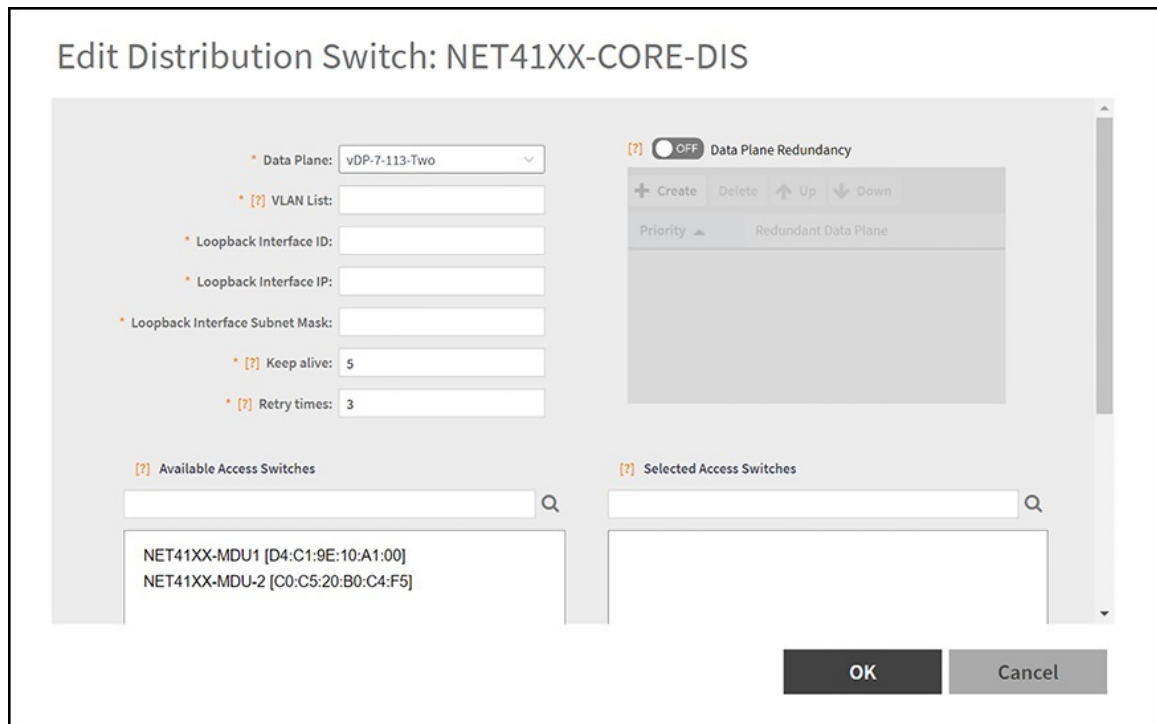 Edit Distribution Switch: NET41XX-CORE-DIS
* Data Plane: vDP-7-113-Two
* [?] VLAN List:
* Loopback Interface ID:
* Loopback Interface IP:
* Loopback Interface Subnet Mask:
* [?] Keep alive: 5
* [?] Retry times: 3
[?] OFF Data Plane Redundancy
+ Create Delete ↑ Up ↓ Down
Priority ▲ Redundant Data Plane
[?] Available Access Switches
NET41XX-MDU1 [D4:C1:9E:10:A1:00]
NET41XX-MDU-2 [C0:C5:20:B0:C4:F5]
[?] Selected Access Switches
OK Cancel